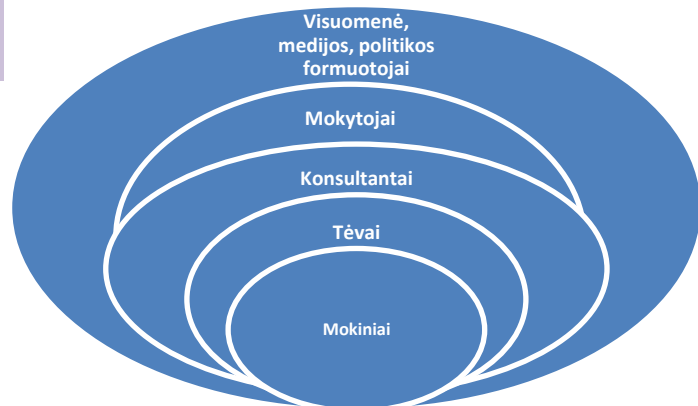 Visuomenė,
medijos, politikos
formuotojai
Mokytojai
Konsultantai
Tėvai
Mokiniai